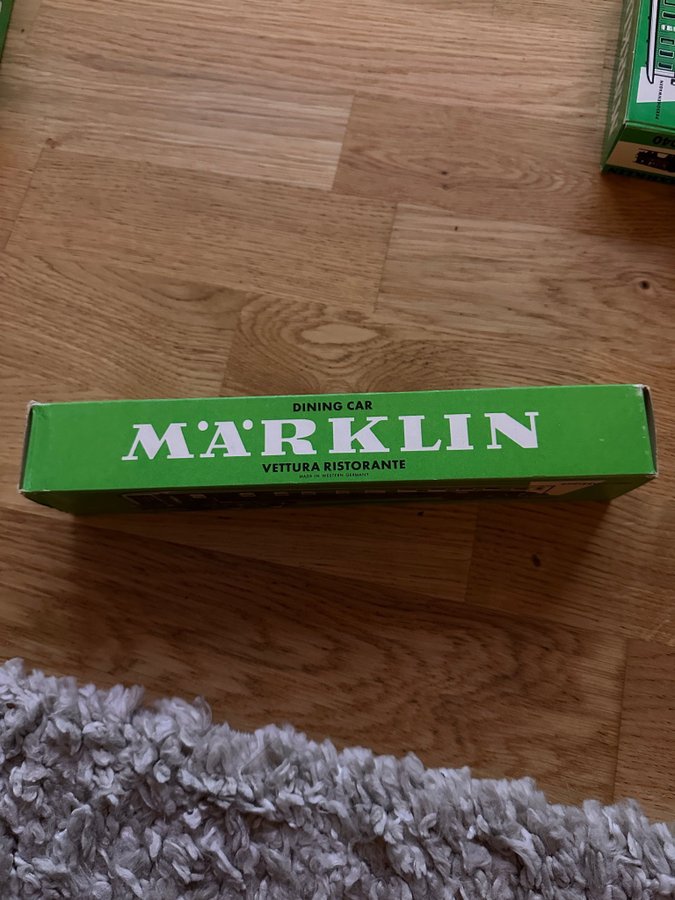 DINING CAR
MÄRKLIN
VETTURA RISTORANTE
MADE IN WESTERN GERMANY